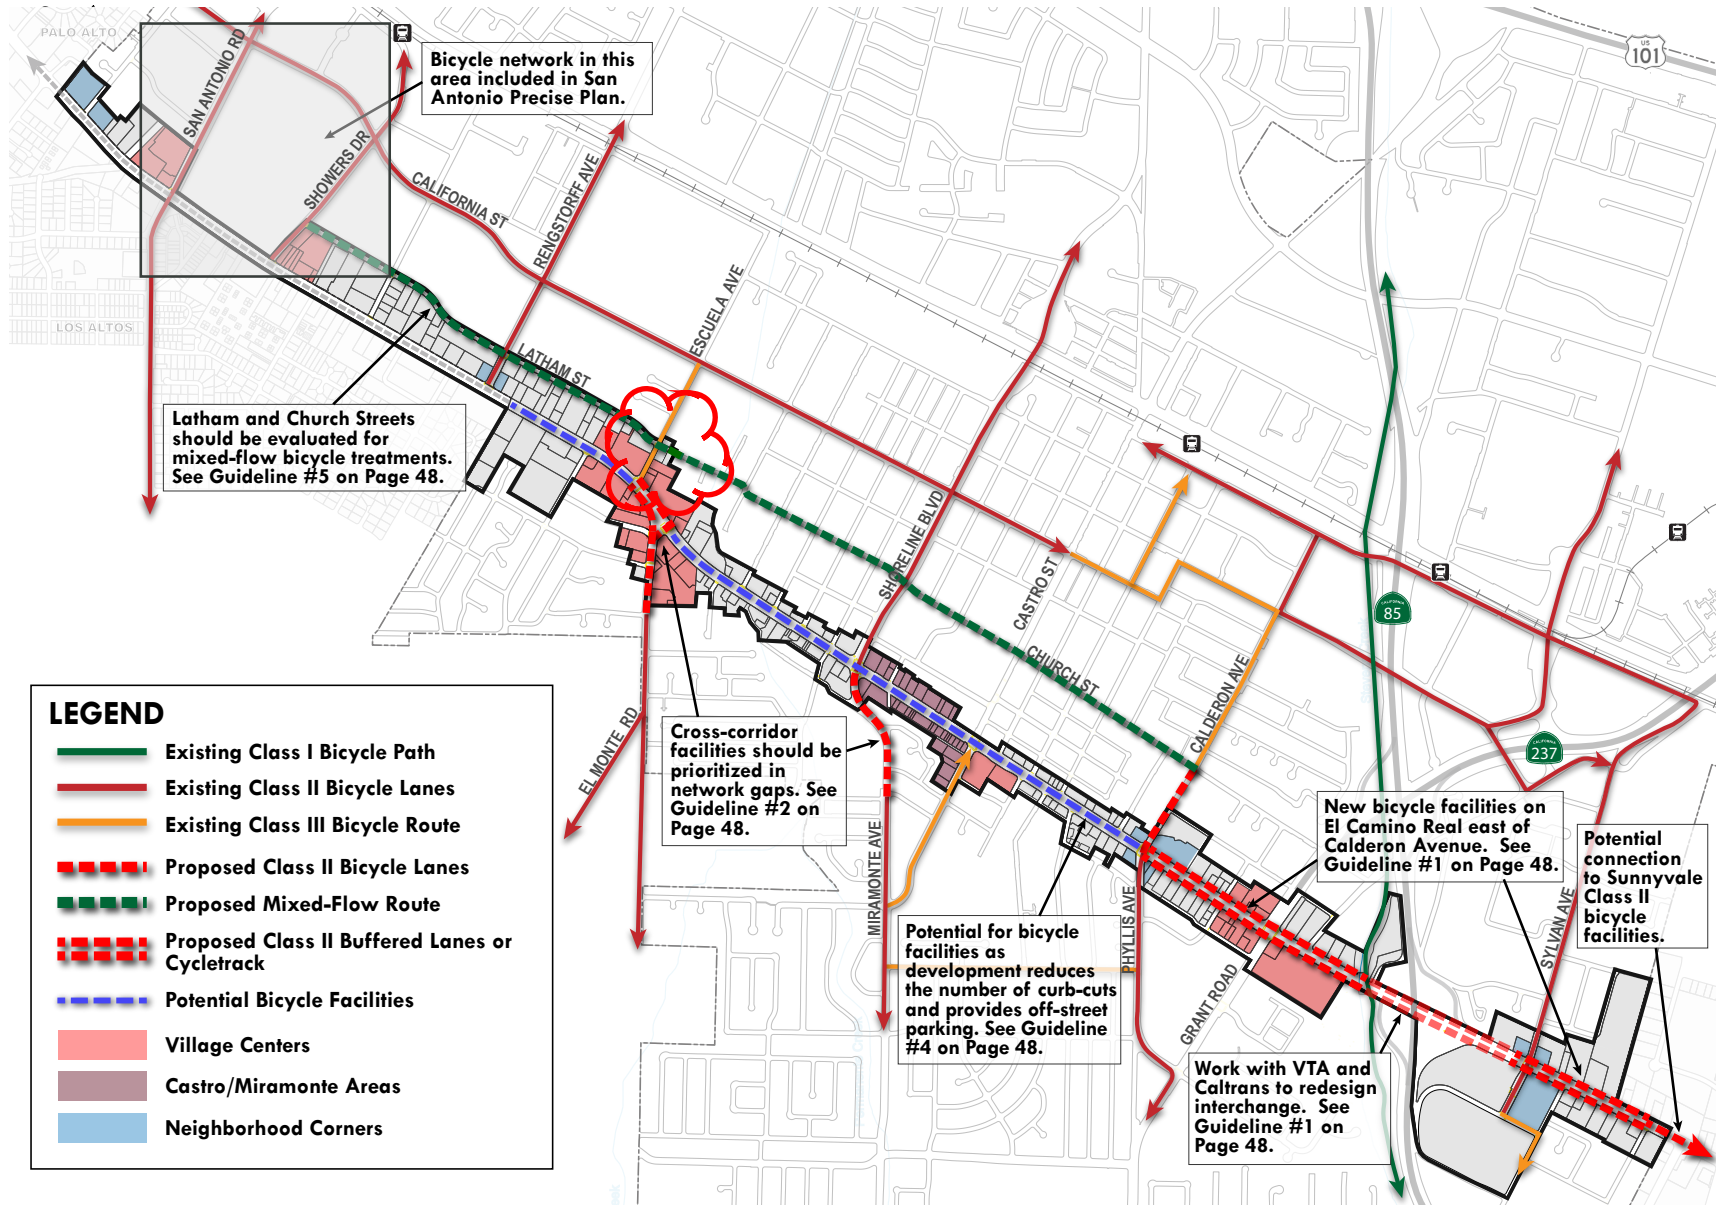 PALO ALTO
SAN ANTONIO RD
Bicycle network in this
area included in San
Antonio Precise Plan.
US
101
SHOWERS DR
CALIFORNIA ST
RENGSTORFF AVE
ESCUELA AVE
LOS ALTOS
LATHAM ST
Latham and Church Streets
should be evaluated for
mixed-flow bicycle treatments.
See Guideline #5 on Page 48.
SHORELINE BLVD
CASTRO ST
CALIFORNIA
85
CHURCH ST
CALDERON AVE
EL MONTE RD
Cross-corridor
facilities should be
prioritized in
network gaps. See
Guideline #2 on
Page 48.
CALIFORNIA
237
MIRAMONTE AVE
PHYLLIS AVE
GRANT ROAD
SYLVAN AVE
New bicycle facilities on
El Camino Real east of
Calderon Avenue. See
Guideline #1 on Page 48.
Potential
connection
to Sunnyvale
Class II
bicycle
facilities.
Potential for bicycle
facilities as
development reduces
the number of curb-cuts
and provides off-street
parking. See Guideline
#4 on Page 48.
Work with VTA and
Caltrans to redesign
interchange. See
Guideline #1 on
Page 48.
LEGEND
Existing Class I Bicycle Path
Existing Class II Bicycle Lanes
Existing Class III Bicycle Route
Proposed Class II Bicycle Lanes
Proposed Mixed-Flow Route
Proposed Class II Buffered Lanes or
Cycletrack
Potential Bicycle Facilities
Village Centers
Castro/Miramonte Areas
Neighborhood Corners